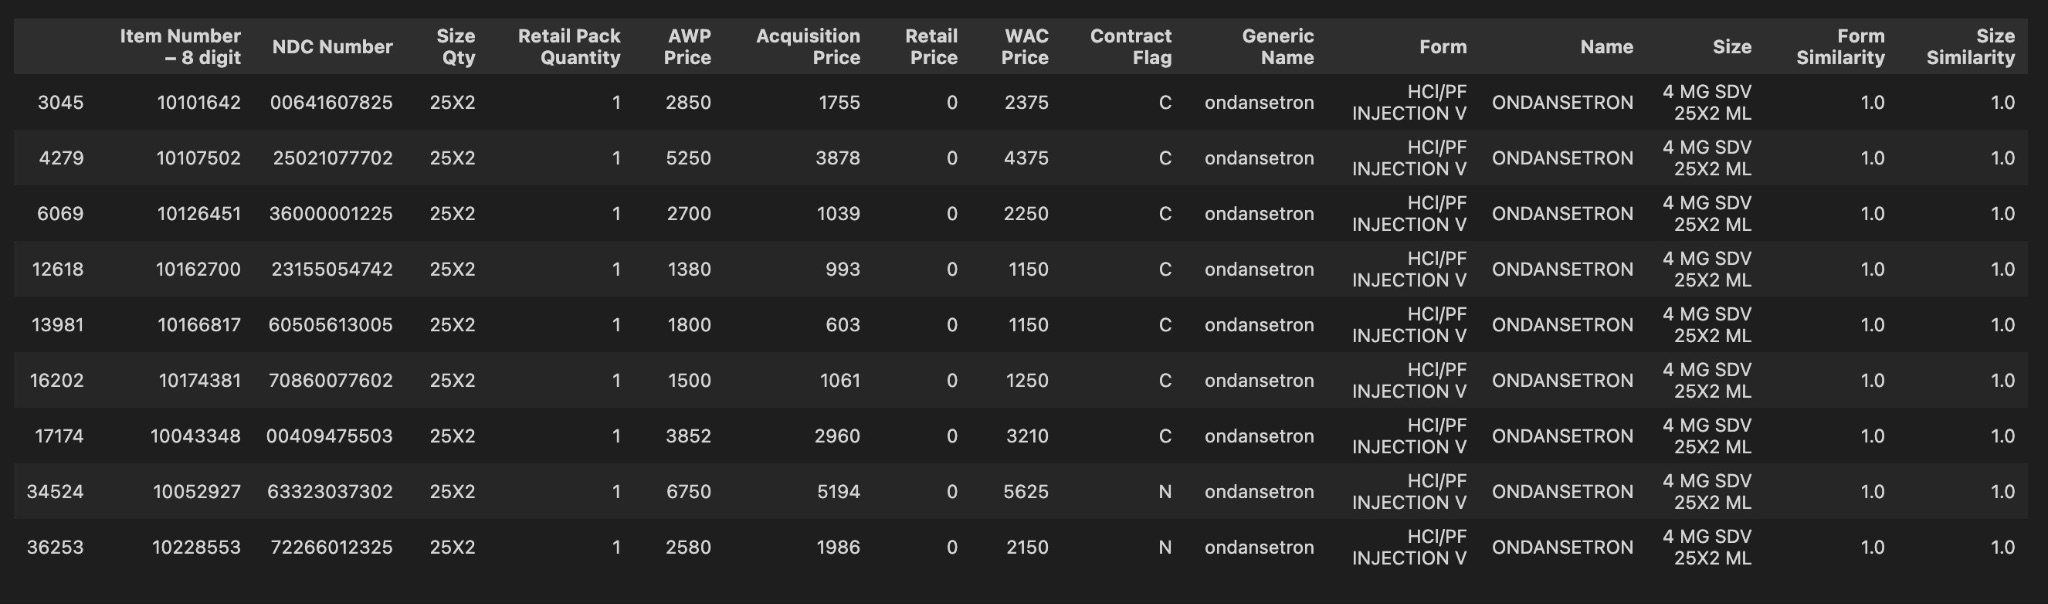 Item Number – 8 digit NDC Number Size Qty Retail Pack Quantity AWP Price Acquisition Price Retail Price WAC Price Contract Flag Generic Name Form Name Size Form Similarity Size Similarity
3045 10101642 00641607825 25X2 1 2850 1755 0 2375 C ondansetron HCl/PF INJECTION V ONDANSETRON 4 MG SDV 25X2 ML 1.0 1.0
4279 10107502 25021077702 25X2 1 5250 3878 0 4375 C ondansetron HCl/PF INJECTION V ONDANSETRON 4 MG SDV 25X2 ML 1.0 1.0
6069 10126451 36000001225 25X2 1 2700 1039 0 2250 C ondansetron HCl/PF INJECTION V ONDANSETRON 4 MG SDV 25X2 ML 1.0 1.0
12618 10162700 23155054742 25X2 1 1380 993 0 1150 C ondansetron HCl/PF INJECTION V ONDANSETRON 4 MG SDV 25X2 ML 1.0 1.0
13981 10166817 60505613005 25X2 1 1800 603 0 1150 C ondansetron HCl/PF INJECTION V ONDANSETRON 4 MG SDV 25X2 ML 1.0 1.0
16202 10174381 70860077602 25X2 1 1500 1061 0 1250 C ondansetron HCl/PF INJECTION V ONDANSETRON 4 MG SDV 25X2 ML 1.0 1.0
17174 10043348 00409475503 25X2 1 3852 2960 0 3210 C ondansetron HCl/PF INJECTION V ONDANSETRON 4 MG SDV 25X2 ML 1.0 1.0
34524 10052927 63323037302 25X2 1 6750 5194 0 5625 N ondansetron HCl/PF INJECTION V ONDANSETRON 4 MG SDV 25X2 ML 1.0 1.0
36253 10228553 72266012325 25X2 1 2580 1986 0 2150 N ondansetron HCl/PF INJECTION V ONDANSETRON 4 MG SDV 25X2 ML 1.0 1.0